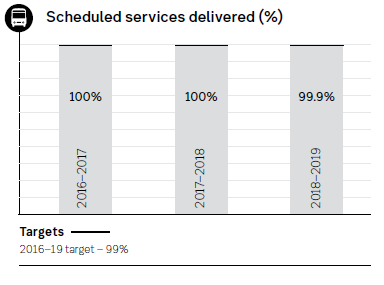 Scheduled services delivered (%)
100%
100%
99.9%
2016–2017
2017–2018
2018–2019
Targets
2016–19 target – 99%